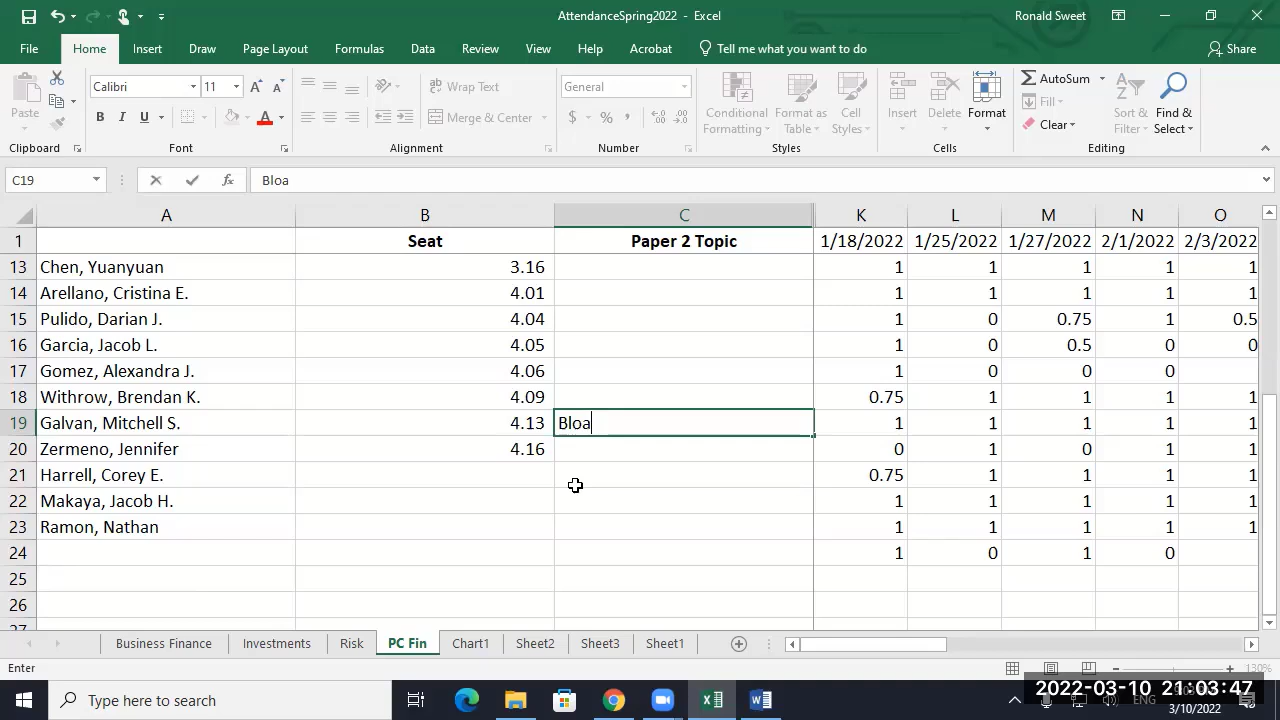 AttendanceSpring2022 - Excel Ronald Sweet
File Home Insert Draw Page Layout Formulas Data Review View Help Acrobat Tell me what you want to do Share
Paste Calibri 11 A A Wrap Text General Conditional Formatting Format as Table Cell Styles Insert Delete Format AutoSum Sort & Filter Find & Select
B I U A Merge & Center $ % , Fill
Clear
Clipboard Font Alignment Number Styles Cells Editing
C19 fx Bloa
A B C K L M N O
1 Seat Paper 2 Topic 1/18/2022 1/25/2022 1/27/2022 2/1/2022 2/3/2022
13 Chen, Yuanyuan 3.16 1 1 1 1 1
14 Arellano, Cristina E. 4.01 1 1 1 1 1
15 Pulido, Darian J. 4.04 1 0 0.75 1 0.5
16 Garcia, Jacob L. 4.05 1 0 0.5 0 0
17 Gomez, Alexandra J. 4.06 1 0 0 0
18 Withrow, Brendan K. 4.09 0.75 1 1 1 1
19 Galvan, Mitchell S. 4.13 Bloa 1 1 1 1 1
20 Zermeno, Jennifer 4.16 0 1 0 1 1
21 Harrell, Corey E. 0.75 1 1 1 1
22 Makaya, Jacob H. 1 1 1 1 1
23 Ramon, Nathan 1 1 1 1 1
24 1 0 1 0
25
26
27
Business Finance Investments Risk PC Fin Chart1 Sheet2 Sheet3 Sheet1
Enter 130%
Type here to search ENG
2022-03-10 21:03:47
3/10/2022